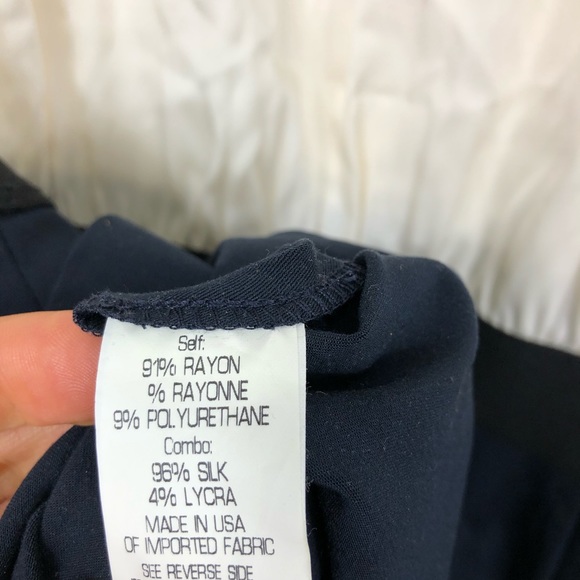 Self:
91% RAYON
% RAYONNE
9% POLYURETHANE
Combo:
96% SILK
4% LYCRA
MADE IN USA
OF IMPORTED FABRIC
SEE REVERSE SIDE